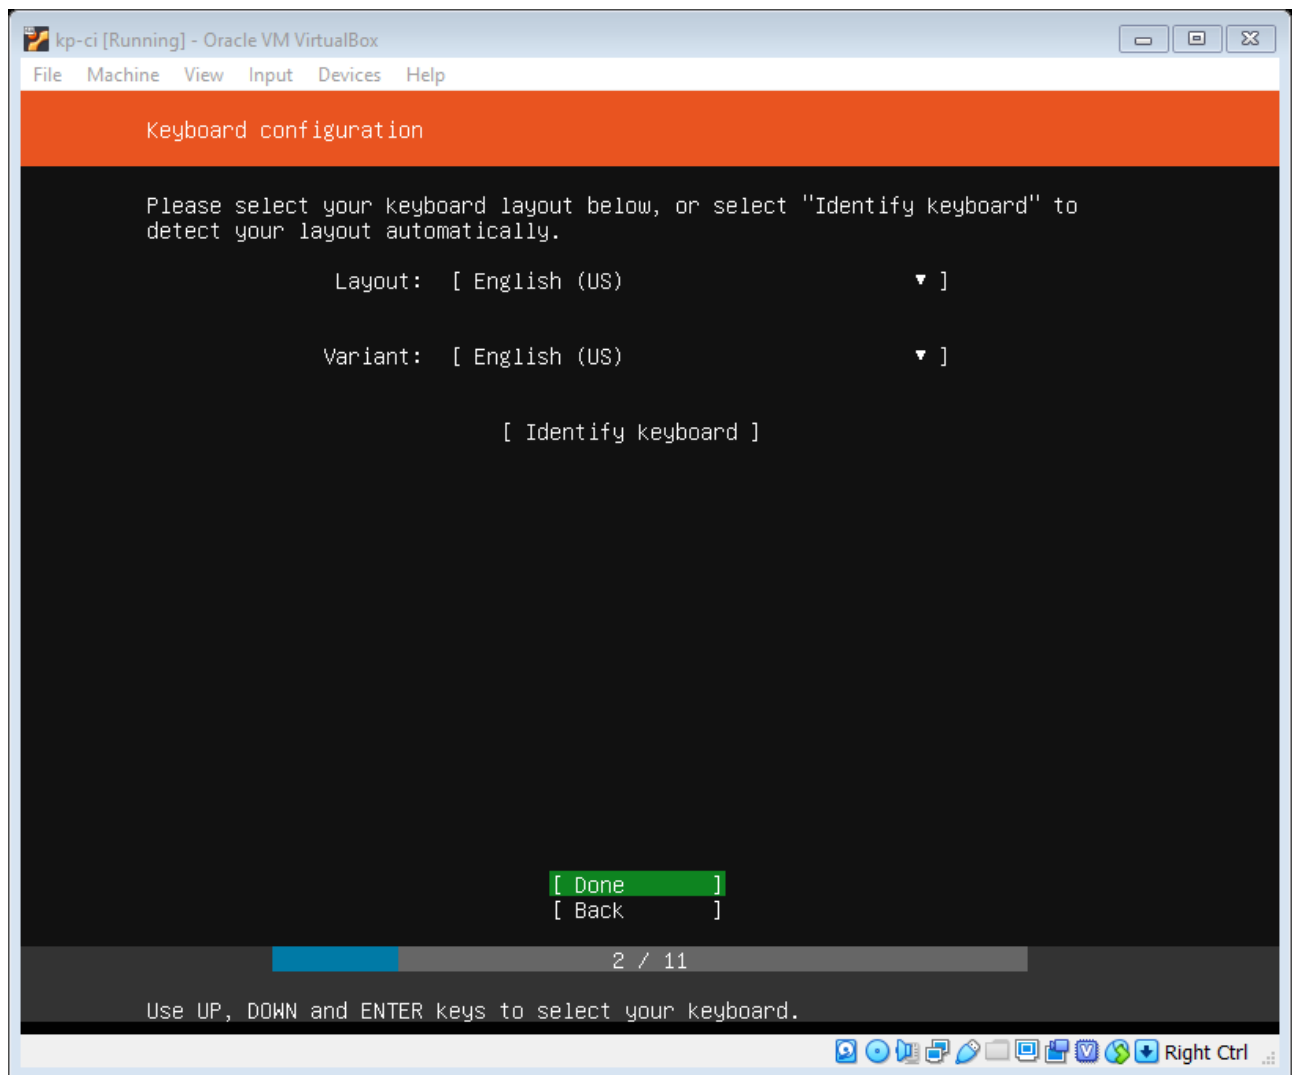 kp-ci [Running] - Oracle VM VirtualBox
File Machine View Input Devices Help
Keyboard configuration
Please select your keyboard layout below, or select "Identify keyboard" to
detect your layout automatically.
Layout: [ English (US) ▼ ]
Variant: [ English (US) ▼ ]
[ Identify keyboard ]
[ Done ]
[ Back ]
2 / 11
Use UP, DOWN and ENTER keys to select your keyboard.
Right Ctrl